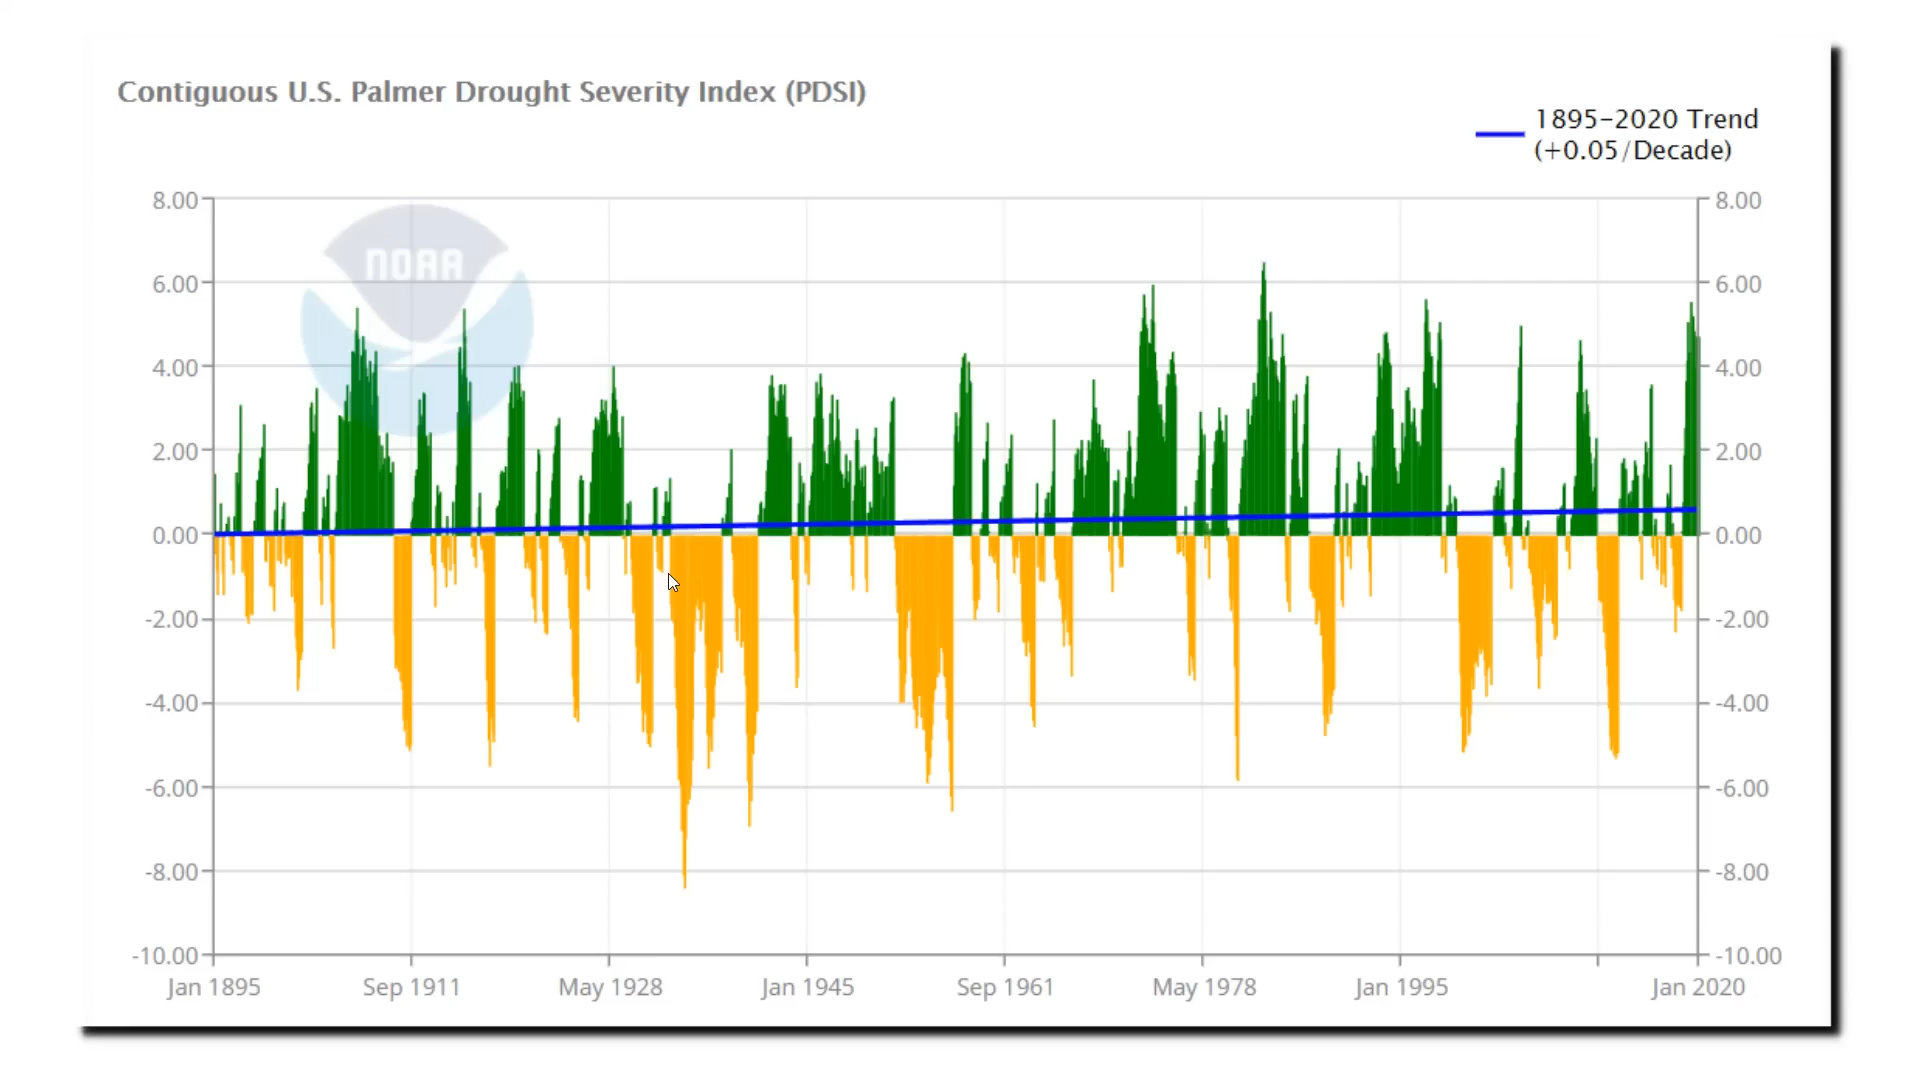 Contiguous U.S. Palmer Drought Severity Index (PDSI)
1895-2020 Trend
(+0.05/Decade)
8.00 8.00
NOAA
6.00 6.00
4.00 4.00
2.00 2.00
0.00 0.00
-2.00 -2.00
-4.00 -4.00
-6.00 -6.00
-8.00 -8.00
-10.00 -10.00
Jan 1895 Sep 1911 May 1928 Jan 1945 Sep 1961 May 1978 Jan 1995 Jan 2020